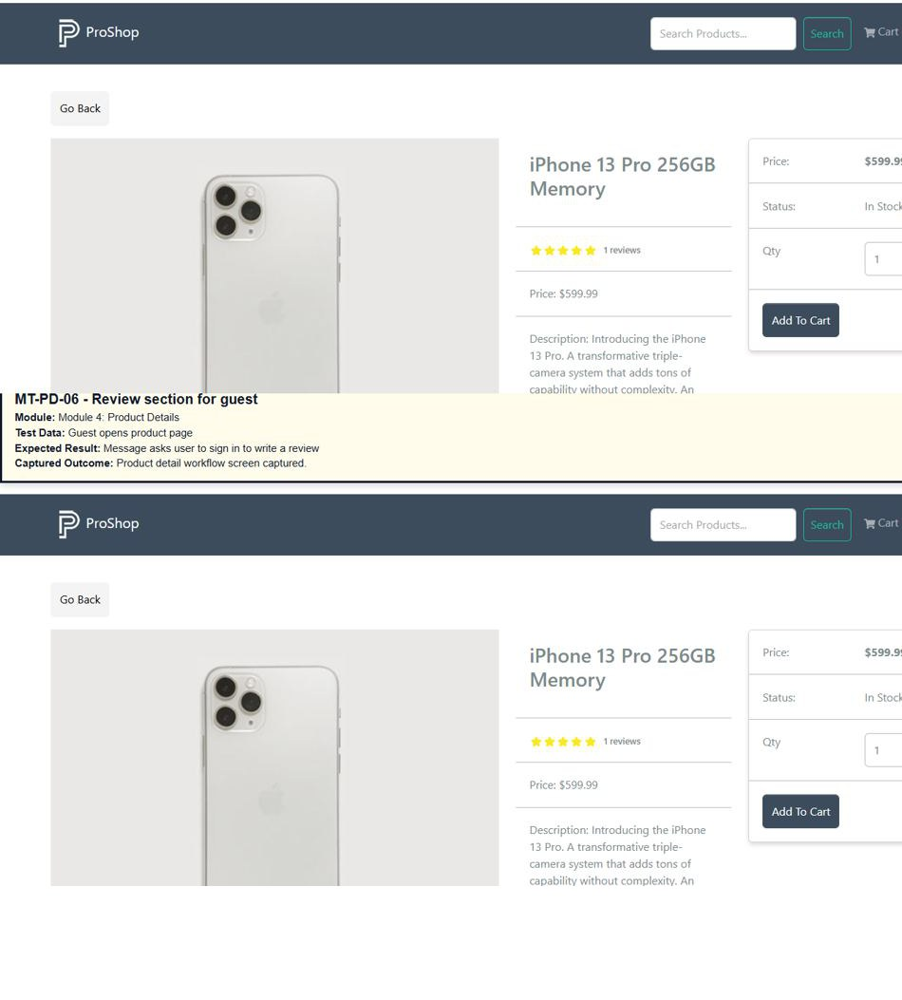 ProShop
Search Products...
Search
Cart
Go Back
iPhone 13 Pro 256GB
Memory
1 reviews
Price: $599.99
Description: Introducing the iPhone
13 Pro. A transformative triple-
camera system that adds tons of
capability without complexity. An
Price:
$599.9
Status:
In Stock
Qty
1
Add To Cart
MT-PD-06 - Review section for guest
Module: Module 4: Product Details
Test Data: Guest opens product page
Expected Result: Message asks user to sign in to write a review
Captured Outcome: Product detail workflow screen captured.
ProShop
Search Products...
Search
Cart
Go Back
iPhone 13 Pro 256GB
Memory
1 reviews
Price: $599.99
Description: Introducing the iPhone
13 Pro. A transformative triple-
camera system that adds tons of
capability without complexity. An
Price:
$599.9
Status:
In Stock
Qty
1
Add To Cart